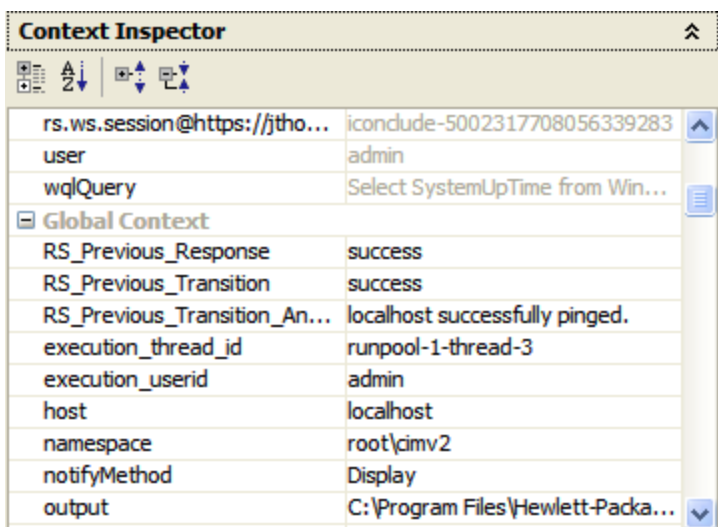 Context Inspector
rs.ws.session@https://jtho... iconclude-5002317708056339283
user admin
wqlQuery Select SystemUpTime from Win...
Global Context
RS_Previous_Response success
RS_Previous_Transition success
RS_Previous_Transition_An... localhost successfully pinged.
execution_thread_id runpool-1-thread-3
execution_userid admin
host localhost
namespace root\cimv2
notifyMethod Display
output C:\Program Files\Hewlett-Packa...